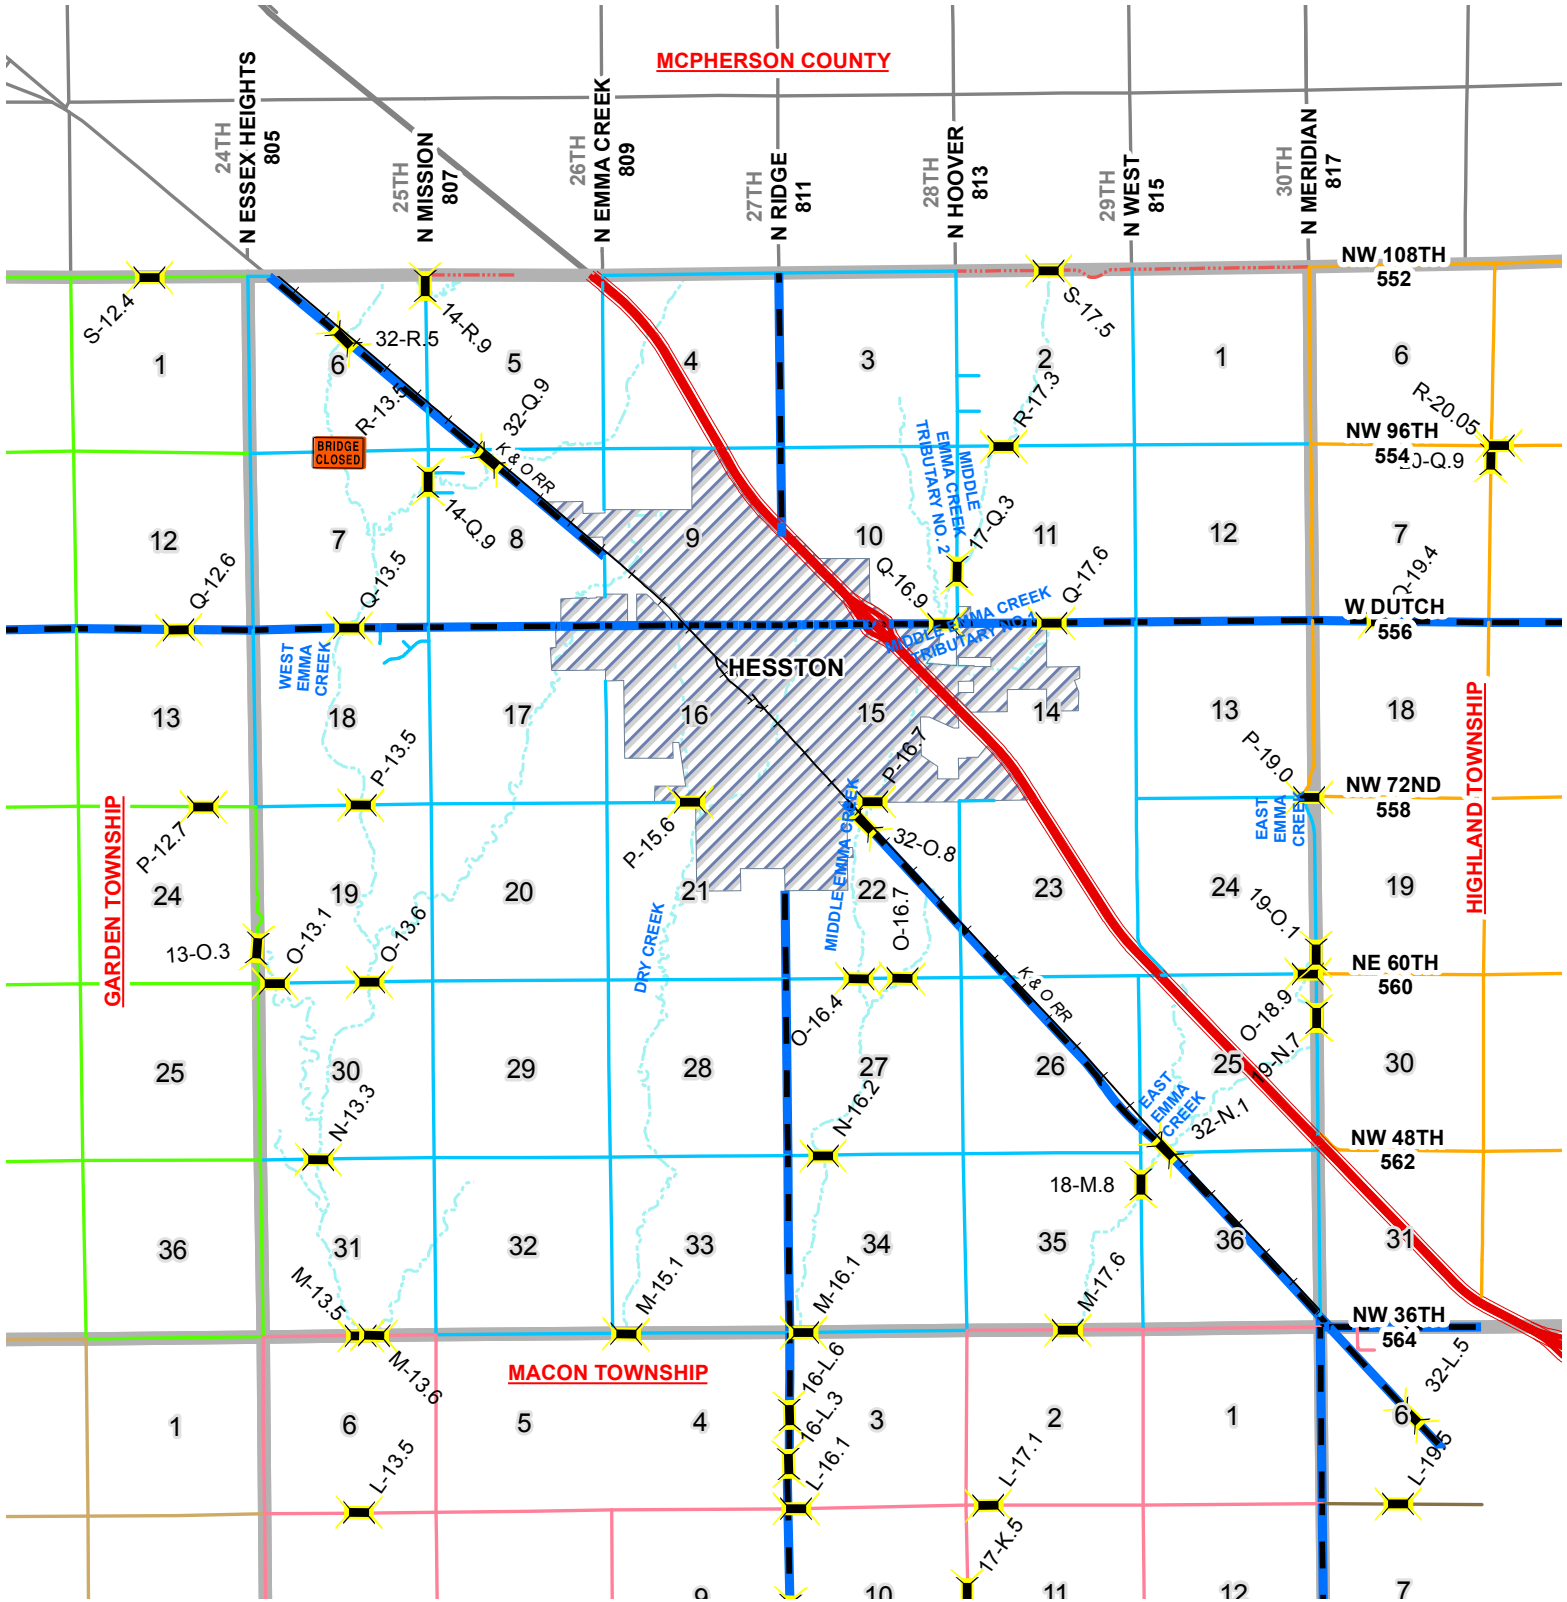 MCPHERSON COUNTY
24TH
N ESSEX HEIGHTS
805
25TH
N MISSION
807
26TH
N EMMA CREEK
809
27TH
N RIDGE
811
28TH
N HOOVER
813
29TH
N WEST
815
30TH
N MERIDIAN
817
NW 108TH
552
S-12.4
14-R.9
S-17.5
32-R.5
1
6
5
4
3
2
1
6
R-13.5
32-Q.9
R-17.3
R-20.05
BRIDGE
CLOSED
K & O RR
NW 96TH
554
20-Q.9
14-Q.9
MIDDLE
EMMA CREEK
TRIBUTARY NO. 2
17-Q.3
12
7
8
9
10
11
12
7
Q-12.6
Q-13.5
Q-16.9
Q-17.6
Q-19.4
W DUTCH
556
MIDDLE EMMA CREEK
TRIBUTARY NO. 1
WEST
EMMA
CREEK
HESSTON
13
18
17
16
15
14
13
18
P-12.7
P-13.5
P-15.6
P-16.7
P-19.0
NW 72ND
558
EAST
EMMA
CREEK
HIGHLAND TOWNSHIP
GARDEN TOWNSHIP
MIDDLE EMMA CREEK
32-O.8
24
19
20
21
22
23
24
19
13-O.3
O-13.1
O-13.6
DRY CREEK
O-16.7
19-O.1
O-16.4
K & O RR
NE 60TH
560
O-18.9
25
30
29
28
27
26
25
30
19-N.7
N-13.3
N-16.2
EAST
EMMA
CREEK
32-N.1
NW 48TH
562
18-M.8
36
31
32
33
34
35
36
31
M-13.5
M-13.6
M-15.1
M-16.1
M-17.6
NW 36TH
564
MACON TOWNSHIP
16-L.6
32-L.5
1
6
5
4
3
2
1
6
16-L.3
L-13.5
L-16.1
L-17.1
L-19.5
17-K.5
9
10
11
12
7